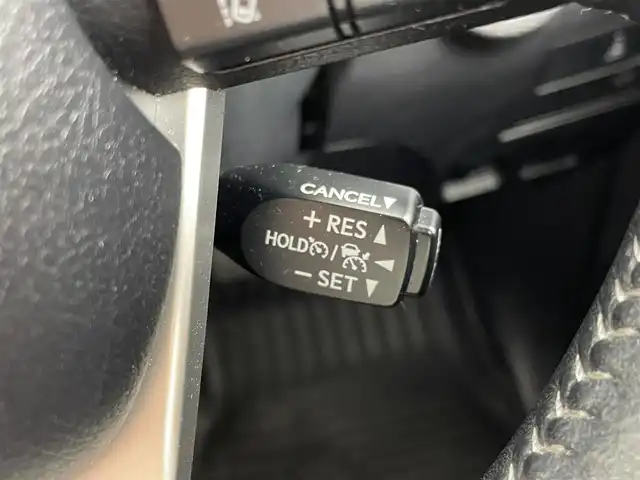 CANCEL▼
+ RES ▲
HOLD / ◀
− SET ▼